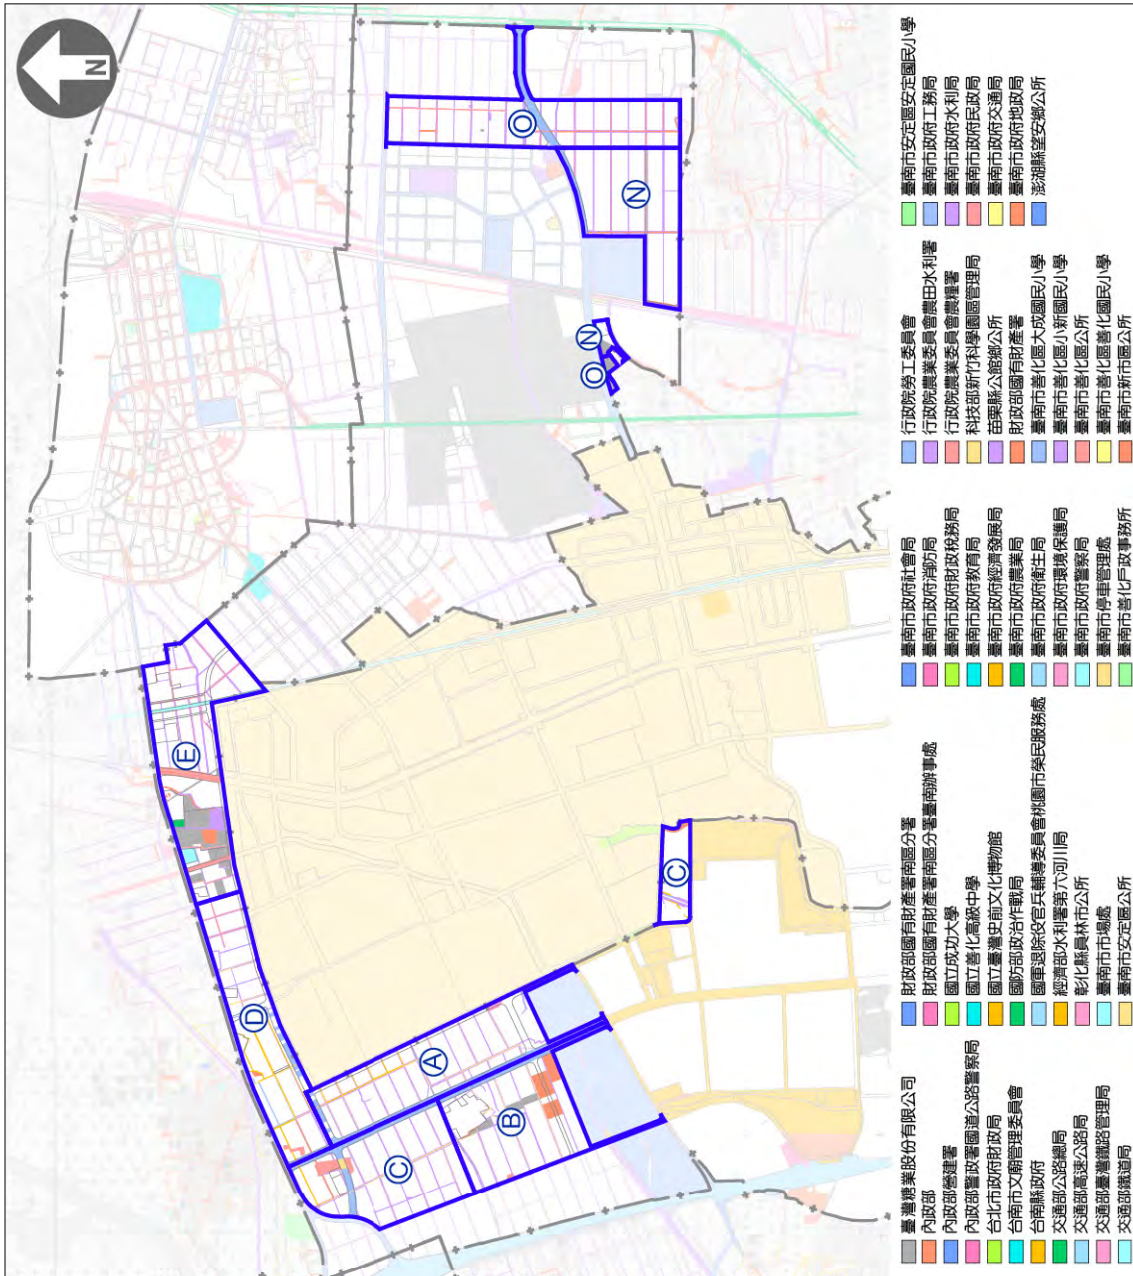 N
E
D
A
B
C
C
O
N
O
N
臺灣糖業股份有限公司
內政部
內政部營建署
內政部警政署國道公路警察局
台北市政府財政局
台南市文廟管理委員會
台南縣政府
交通部公路總局
交通部高速公路局
交通部臺灣鐵路管理局
交通部鐵道局
財政部國有財產署南區分署
財政部國有財產署南區分署臺南辦事處
國立成功大學
國立善化高級中學
國立臺灣史前文化博物館
國防部政治作戰局
國軍退除役官兵輔導委員會桃園市榮民服務處
經濟部水利署第六河川局
彰化縣員林市公所
臺南市市場處
臺南市安定區公所
臺南市政府社會局
臺南市政府消防局
臺南市政府財政稅務局
臺南市政府教育局
臺南市政府經濟發展局
臺南市政府農業局
臺南市政府衛生局
臺南市政府環境保護局
臺南市政府警察局
臺南市停車管理處
臺南市善化戶政事務所
行政院勞工委員會
行政院農業委員會農田水利署
行政院農業委員會農糧署
科技部新竹科學園區管理局
苗栗縣公館鄉公所
財政部國有財產署
臺南市善化區大成國民小學
臺南市善化區小新國民小學
臺南市善化區公所
臺南市善化區善化國民小學
臺南市新市區公所
臺南市安定區安定國民小學
臺南市政府工務局
臺南市政府水利局
臺南市政府民政局
臺南市政府交通局
臺南市政府地政局
澎湖縣望安鄉公所